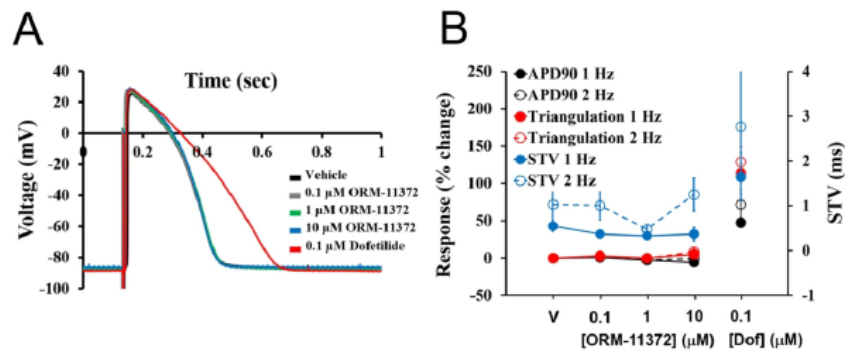 A
Time (sec)
Voltage (mV)
40
20
0
-20
-40
-60
-80
-100
0
0.2
0.4
0.6
0.8
1
Vehicle
0.1 µM ORM-11372
1 µM ORM-11372
10 µM ORM-11372
0.1 µM Dofetilide
B
Response (% change)
250
200
150
100
50
0
-50
APD90 1 Hz
APD90 2 Hz
Triangulation 1 Hz
Triangulation 2 Hz
STV 1 Hz
STV 2 Hz
4
3
2
1
0
-1
STV (ms)
V 0.1 1 10 0.1
[ORM-11372] (µM) [Dof] (µM)